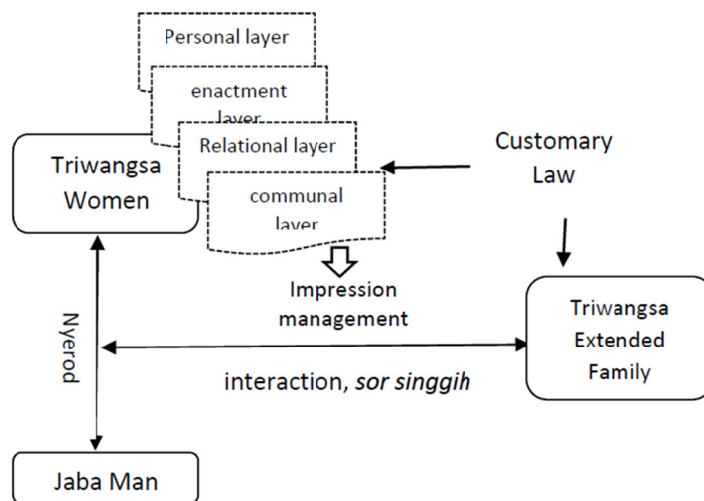 Personal layer
enactment
layer
Relational layer
communal
layer
Triwangsa
Women
Customary
Law
Impression
management
Nyerod
Triwangsa
Extended
Family
interaction, sor singgih
Jaba Man